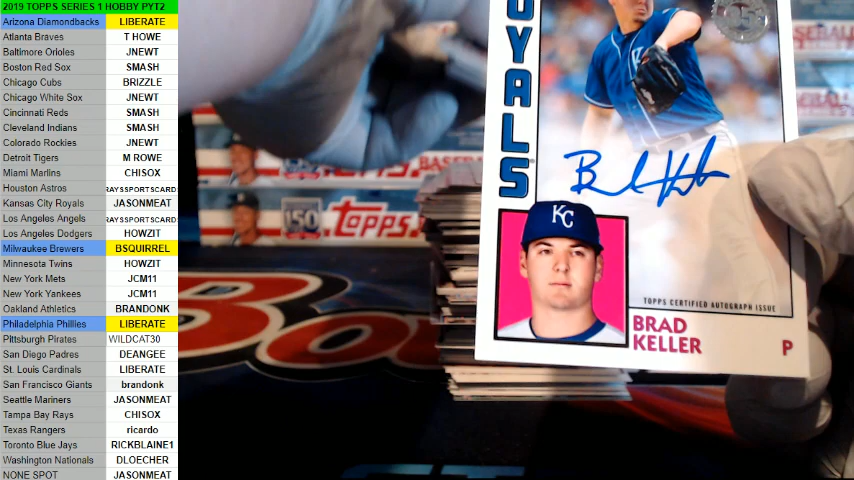 2019 TOPPS SERIES 1 HOBBY PYT2
Arizona Diamondbacks LIBERATE
Atlanta Braves T HOWE
Baltimore Orioles JNEWT
Boston Red Sox SMASH
Chicago Cubs BRIZZLE
Chicago White Sox JNEWT
Cincinnati Reds SMASH
Cleveland Indians SMASH
Colorado Rockies JNEWT
Detroit Tigers M ROWE
Miami Marlins CHISOX
Houston Astros RAYSSPORTSCARD
Kansas City Royals JASONMEAT
Los Angeles Angels RAYSSPORTSCARD
Los Angeles Dodgers HOWZIT
Milwaukee Brewers BSQUIRREL
Minnesota Twins HOWZIT
New York Mets JCM11
New York Yankees JCM11
Oakland Athletics BRANDONK
Philadelphia Phillies LIBERATE
Pittsburgh Pirates WILDCAT30
San Diego Padres DEANGEE
St. Louis Cardinals LIBERATE
San Francisco Giants brandonk
Seattle Mariners JASONMEAT
Tampa Bay Rays CHISOX
Texas Rangers ricardo
Toronto Blue Jays RICKBLAINE1
Washington Nationals DLOECHER
NONE SPOT JASONMEAT
OYALS
KC
TOPPS CERTIFIED AUTOGRAPH ISSUE
BRAD
KELLER
P
BASEBALL
150
Topps
Bo